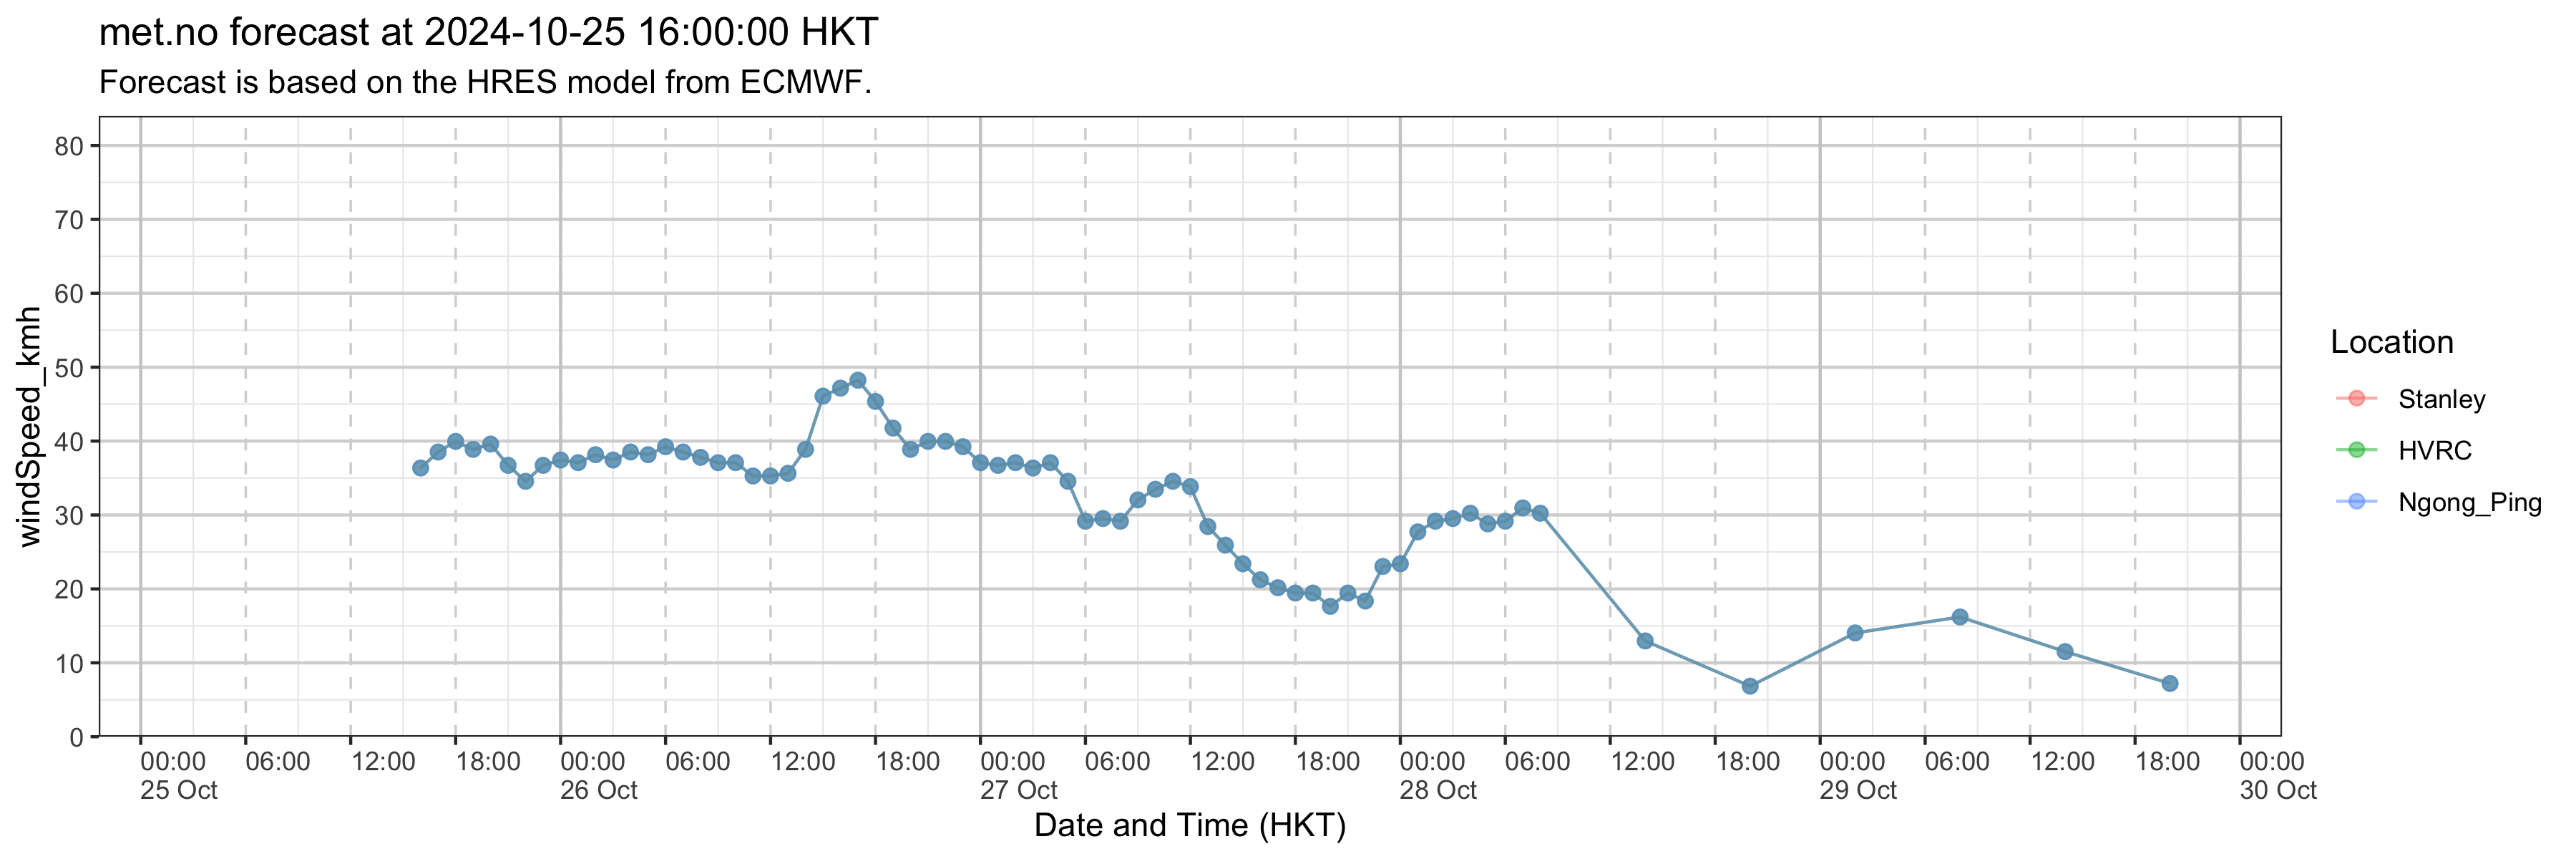 met.no forecast at 2024-10-25 16:00:00 HKT
Forecast is based on the HRES model from ECMWF.
windSpeed_kmh
80
70
60
50
40
30
20
10
0
00:00 06:00 12:00 18:00 00:00 06:00 12:00 18:00 00:00 06:00 12:00 18:00 00:00 06:00 12:00 18:00 00:00 06:00 12:00 18:00 00:00
25 Oct 26 Oct 27 Oct 28 Oct 29 Oct 30 Oct
Date and Time (HKT)
Location
Stanley
HVRC
Ngong_Ping